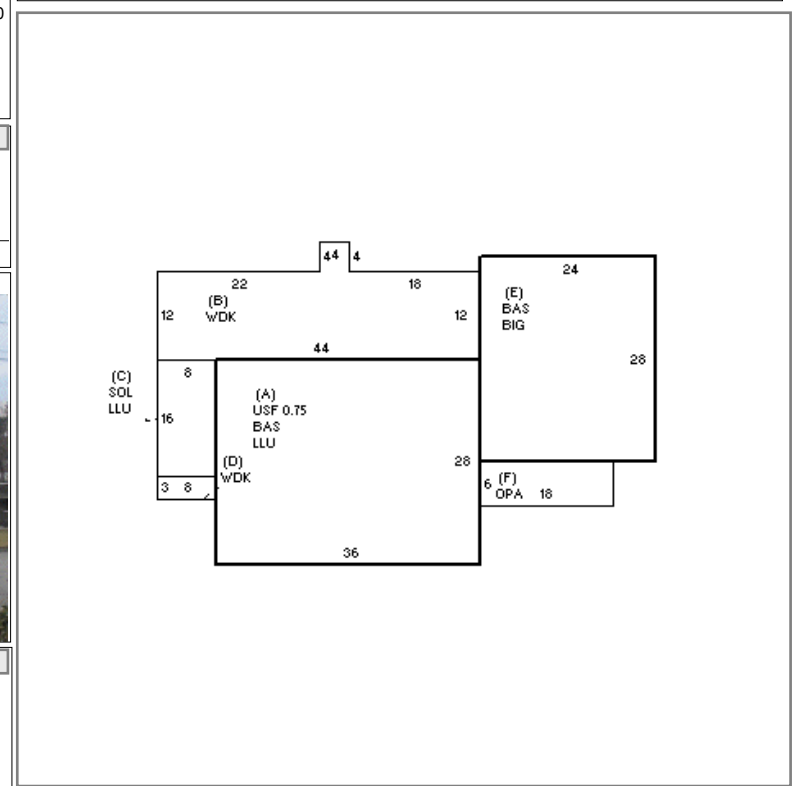 44 4
24
22
18
(B)
WDK
(E)
BAS
BIG
12
12
44
28
8
(C)
SOL
LLU
(A)
USF 0.75
BAS
LLU
16
(D)
WDK
28
3 8
6
(F)
OPA 18
36